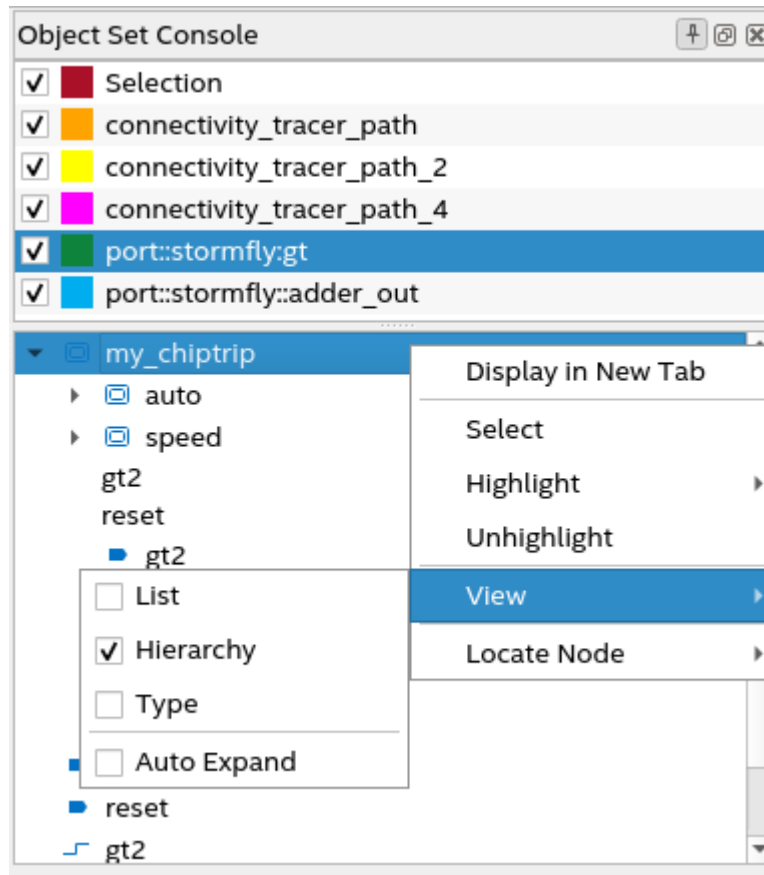 Object Set Console
Selection
connectivity_tracer_path
connectivity_tracer_path_2
connectivity_tracer_path_4
port::stormfly:gt
port::stormfly::adder_out
my_chiptrip
auto
speed
gt2
reset
gt2
Display in New Tab
Select
Highlight
Unhighlight
View
Locate Node
List
Hierarchy
Type
Auto Expand
reset
gt2